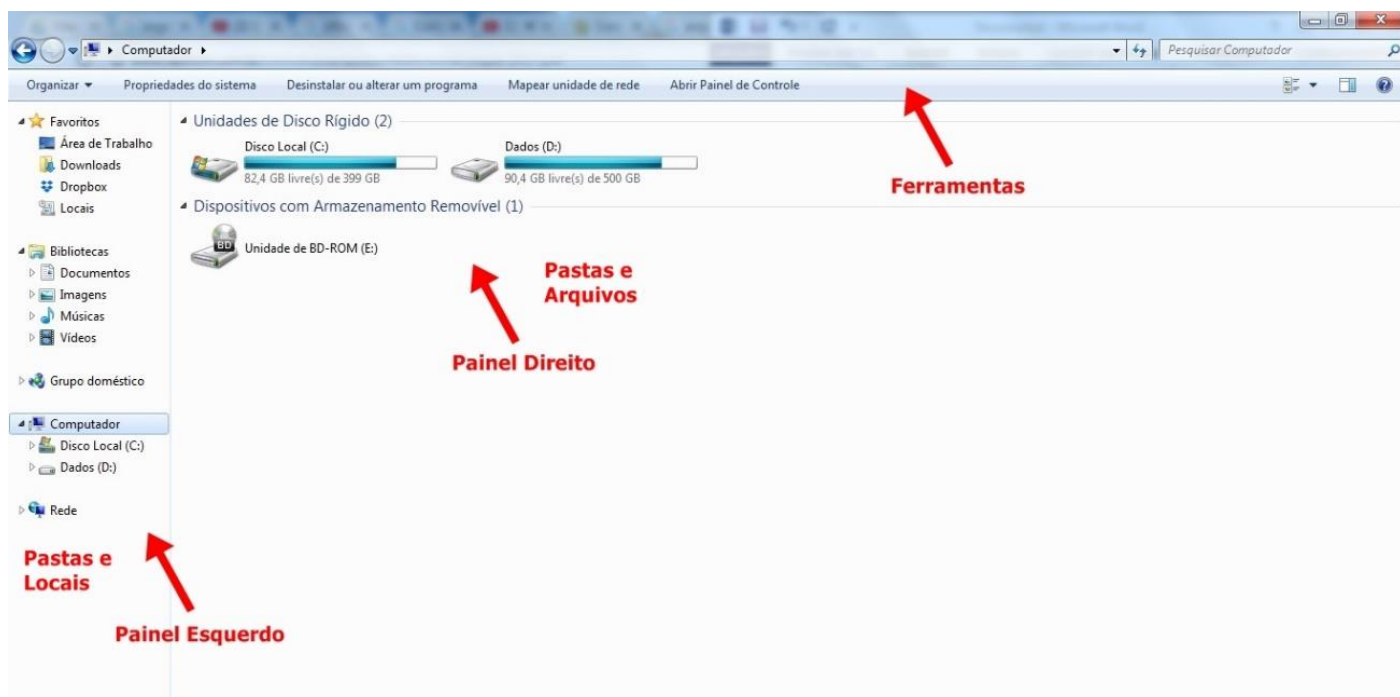 Computador
Pesquisar Computador
Organizar
Propriedades do sistema
Desinstalar ou alterar um programa
Mapear unidade de rede
Abrir Painel de Controle
Ferramentas
Favoritos
Área de Trabalho
Downloads
Dropbox
Locais
Bibliotecas
Documentos
Imagens
Músicas
Vídeos
Grupo doméstico
Computador
Disco Local (C:)
Dados (D:)
Rede
Pastas e
Locais
Painel Esquerdo
Unidades de Disco Rígido (2)
Disco Local (C:)
82,4 GB livre(s) de 399 GB
Dados (D:)
90,4 GB livre(s) de 500 GB
Dispositivos com Armazenamento Removível (1)
BD
Unidade de BD-ROM (E:)
Pastas e
Arquivos
Painel Direito